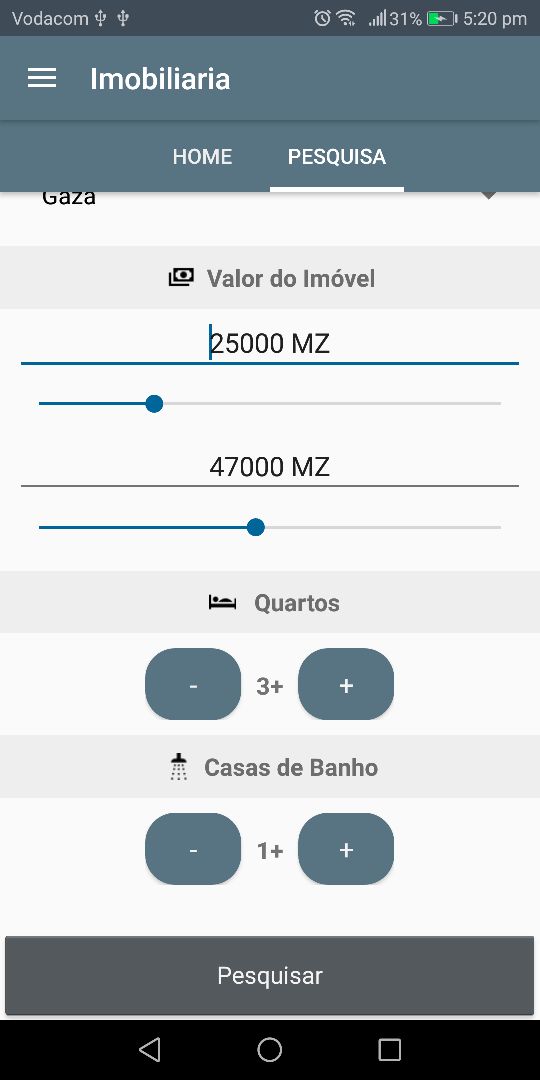 Vodacom 31% 5:20 pm
Imobiliaria
HOME PESQUISA
Gaza
Valor do Imóvel
25000 MZ
47000 MZ
Quartos
- 3+ +
Casas de Banho
- 1+ +
Pesquisar